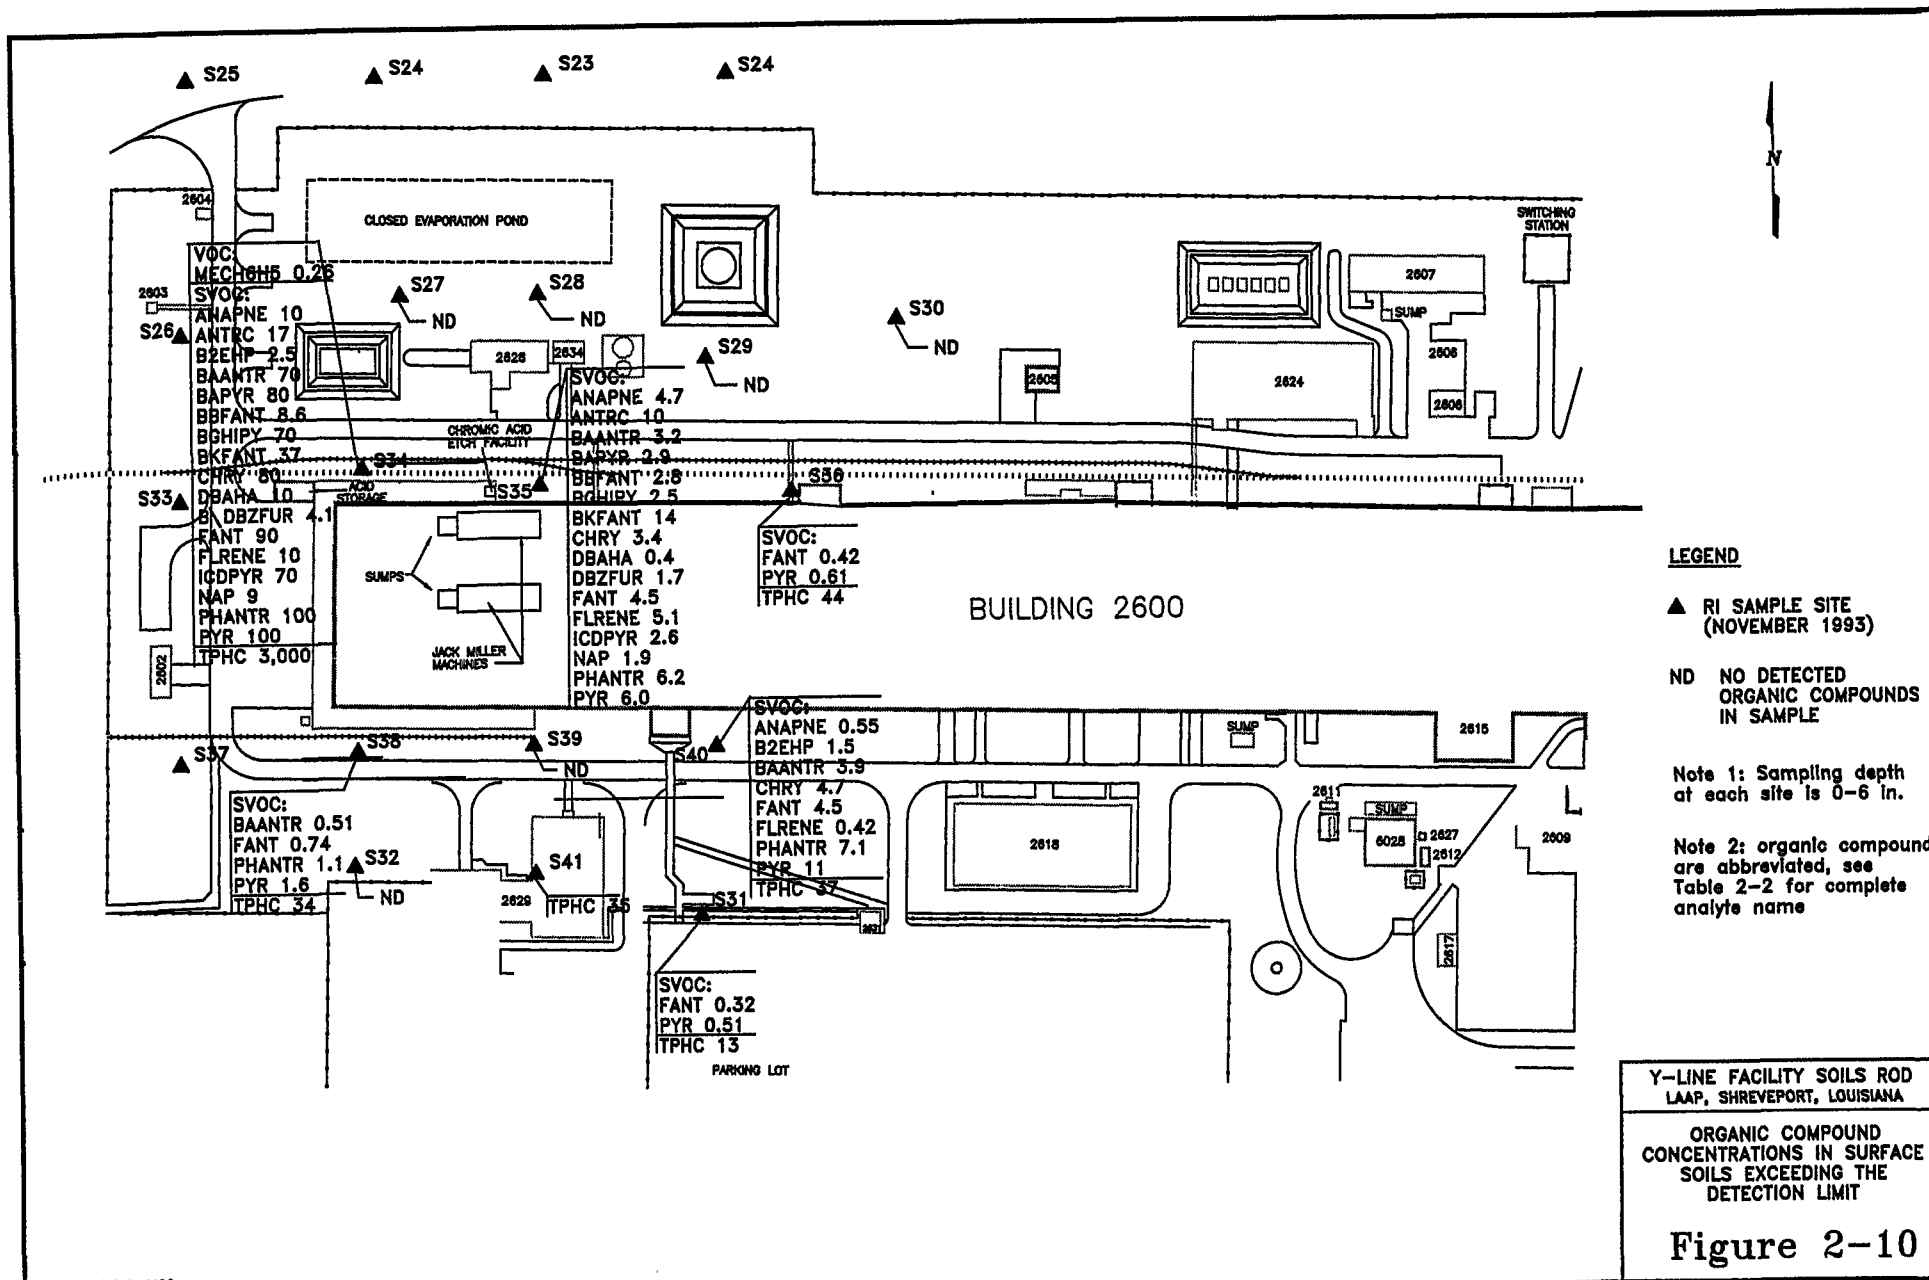 S25
S24
S23
S24
N
2604
CLOSED EVAPORATION POND
SWITCHING
STATION
VOC:
MECH6H5 0.26
SVOC:
ANAPNE 10
ANTRC 17
B2EHP 2.5
BAANTR 70
BAPYR 80
BBFANT 8.6
BGHIPY 70
BKFANT 37
CHRY 80
DBAHA 10
DBZFUR 4.1
FANT 90
FLRENE 10
ICDPYR 70
NAP 9
PHANTR 100
PYR 100
TPHC 3,000
2603
S26
S27
ND
S28
ND
S29
ND
S30
ND
2607
SUMP
2606
2606
2624
2605
2626
2634
CHROMIC ACID
ETCH FACILITY
S34
ACID
STORAGE
S33
S35
S36
SVOC:
ANAPNE 4.7
ANTRC 10
BAANTR 3.2
BAPYR 2.9
BBFANT 2.8
BGHIPY 2.5
BKFANT 14
CHRY 3.4
DBAHA 0.4
DBZFUR 1.7
FANT 4.5
FLRENE 5.1
ICDPYR 2.6
NAP 1.9
PHANTR 6.2
PYR 6.0
SVOC:
FANT 0.42
PYR 0.61
TPHC 44
SUMPS
JACK MILLER
MACHINES
BUILDING 2600
2602
LEGEND
RI SAMPLE SITE
(NOVEMBER 1993)
ND NO DETECTED
ORGANIC COMPOUNDS
IN SAMPLE
Note 1: Sampling depth
at each site is 0-6 in.
Note 2: organic compound
are abbreviated, see
Table 2-2 for complete
analyte name
S37
S38
S39
ND
S40
SVOC:
ANAPNE 0.55
B2EHP 1.5
BAANTR 3.9
CHRY 4.7
FANT 4.5
FLRENE 0.42
PHANTR 7.1
PYR 11
TPHC 37
SUMP
2615
SVOC:
BAANTR 0.51
FANT 0.74
PHANTR 1.1
PYR 1.6
TPHC 34
S32
ND
S41
TPHC 35
2629
S31
2618
2611
SUMP
6028
2627
2612
2609
2617
SVOC:
FANT 0.32
PYR 0.51
TPHC 13
PARKING LOT
Y-LINE FACILITY SOILS ROD
LAAP, SHREVEPORT, LOUISIANA
ORGANIC COMPOUND
CONCENTRATIONS IN SURFACE
SOILS EXCEEDING THE
DETECTION LIMIT
Figure 2-10